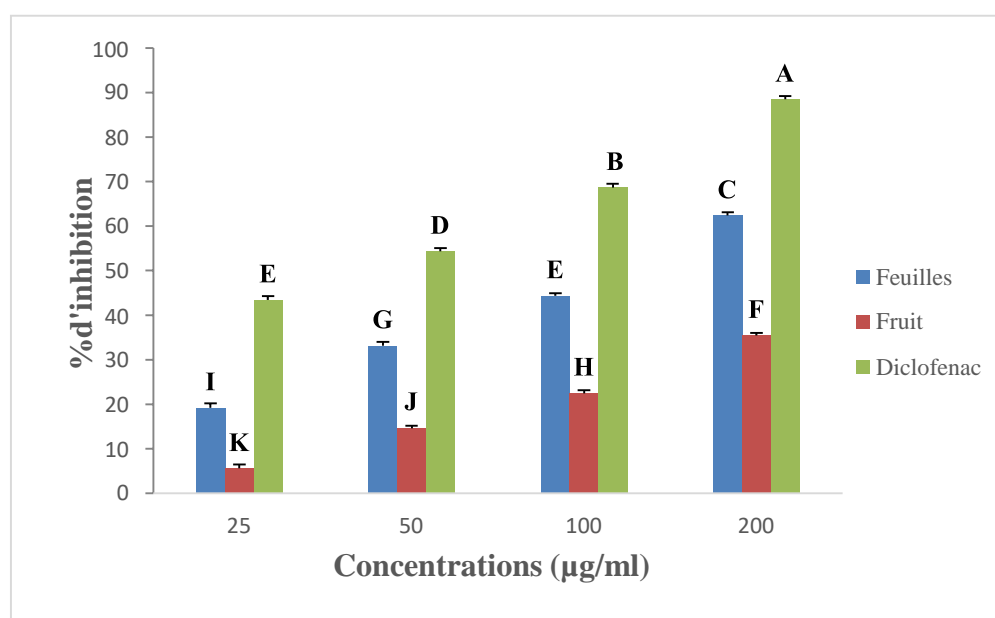 100
90
80
70
60
50
40
30
20
10
0
%d'inhibition
I
K
E
G
J
D
E
H
B
C
F
A
25
50
100
200
Concentrations (µg/ml)
Feuilles
Fruit
Diclofenac